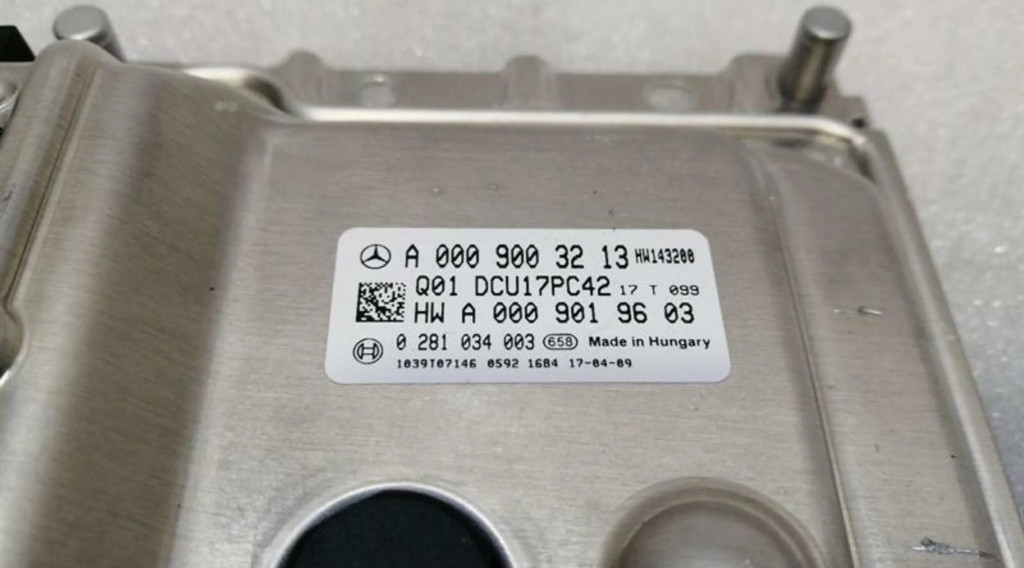 A 000 900 32 13 HW143200
Q01 DCU17PC42 17 T 099
HW A 000 901 96 03
0 281 034 003 658 Made in Hungary
1039T07146 0592 1684 17-04-09